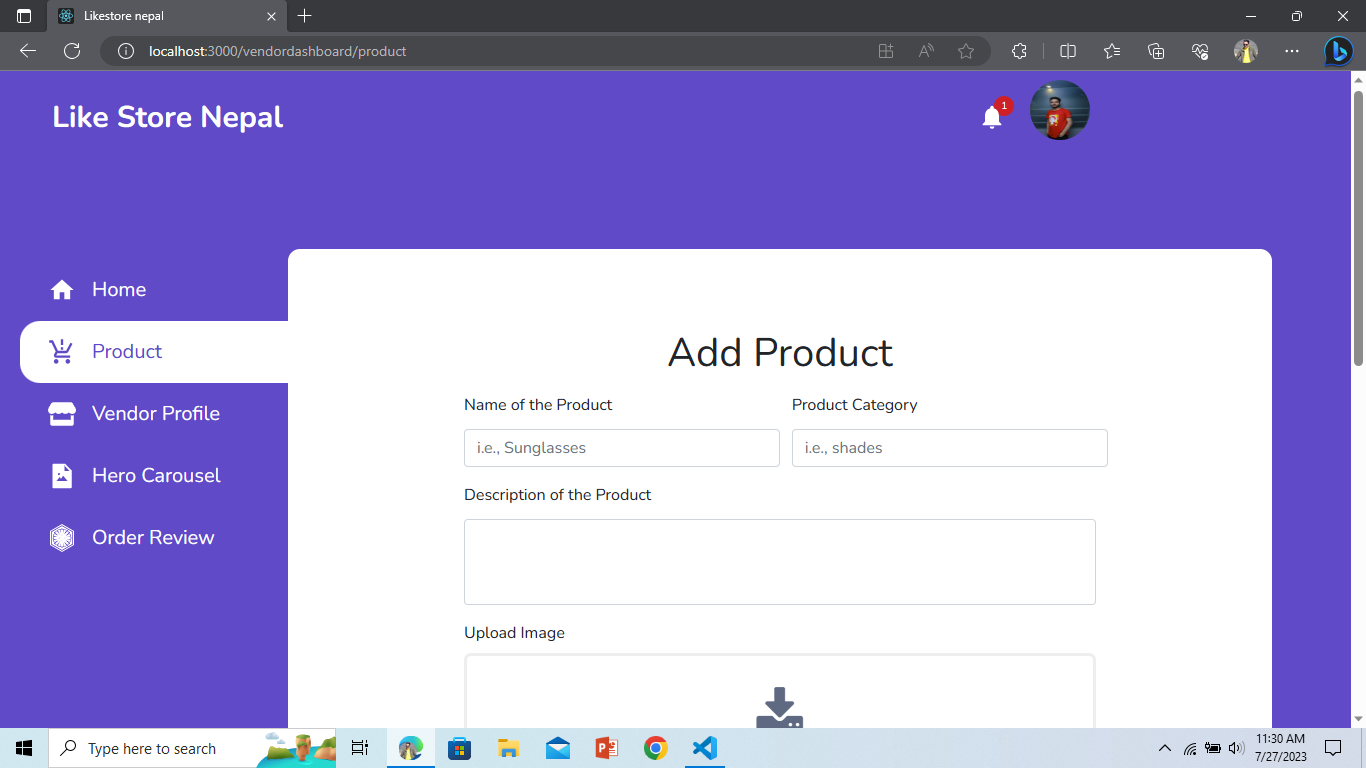 Likestore nepal
localhost:3000/vendordashboard/product
Like Store Nepal
1
Home
Product
Vendor Profile
Hero Carousel
Order Review
Add Product
Name of the Product Product Category
i.e., Sunglasses i.e., shades
Description of the Product
Upload Image
Type here to search
11:30 AM
7/27/2023